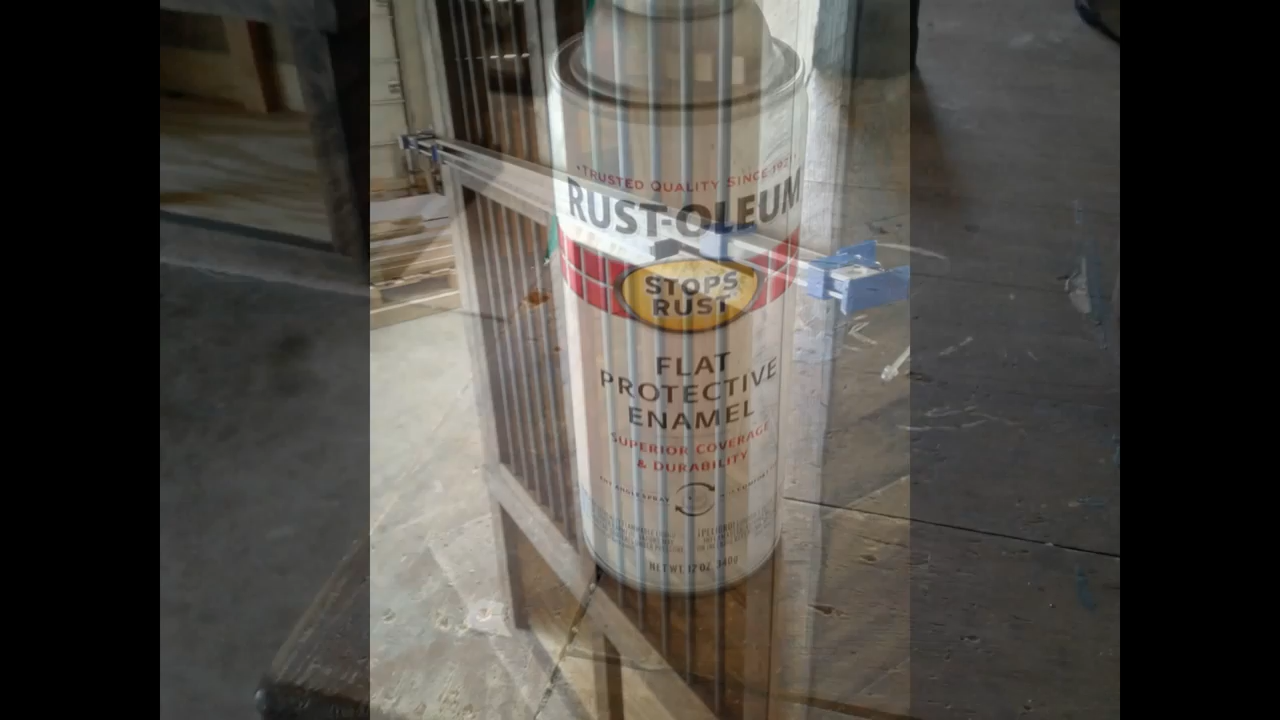 TRUSTED QUALITY SINCE 1921
RUST-OLEUM
STOPS
RUST
FLAT
PROTECTIVE
ENAMEL
SUPERIOR COVERAGE
& DURABILITY
NET WT. 12 OZ. 340g